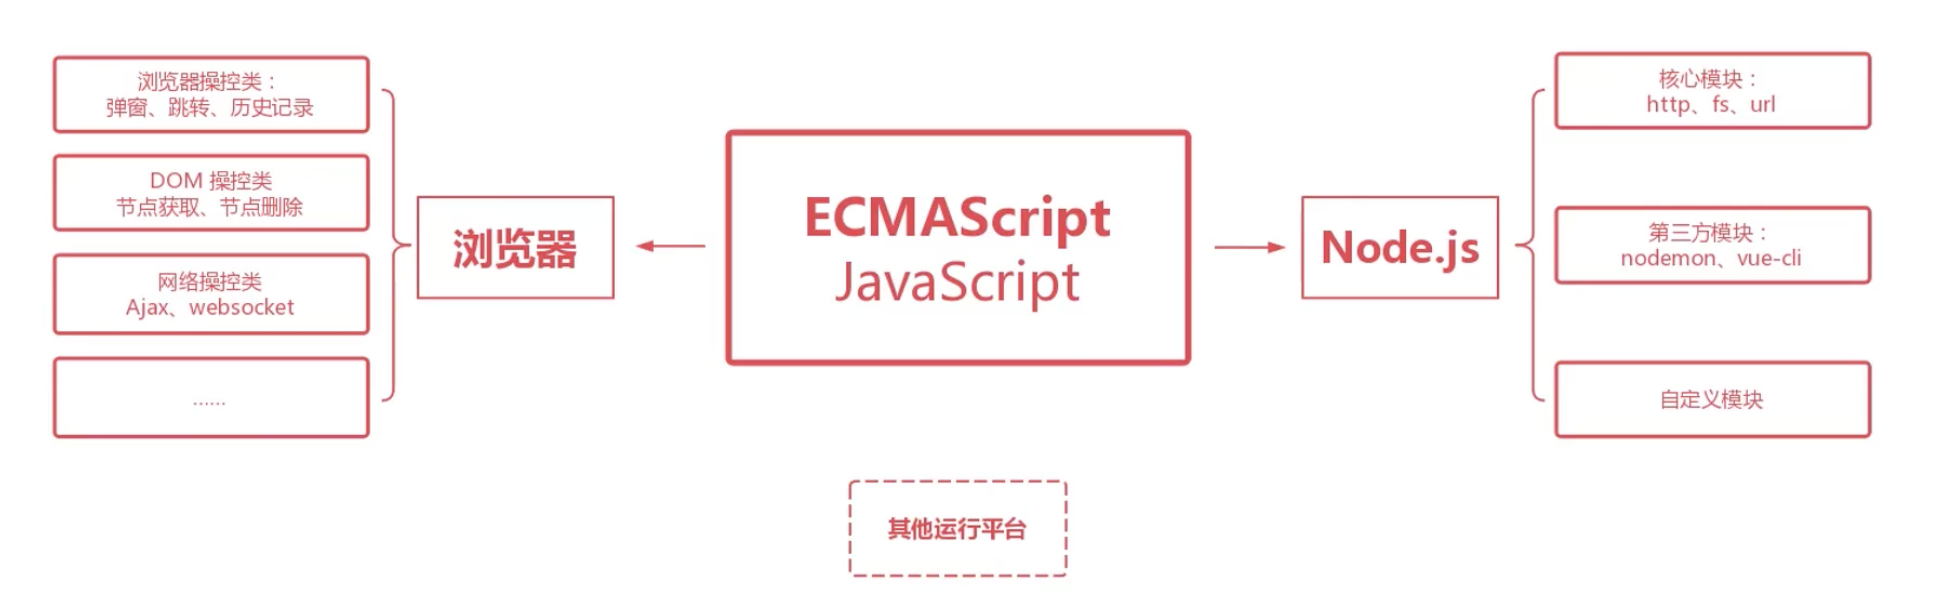 浏览器操控类：
弹窗、跳转、历史记录
DOM 操控类
节点获取、节点删除
网络操控类
Ajax、websocket
……
浏览器
ECMAScript
JavaScript
Node.js
核心模块：
http、fs、url
第三方模块：
nodemon、vue-cli
自定义模块
其他运行平台